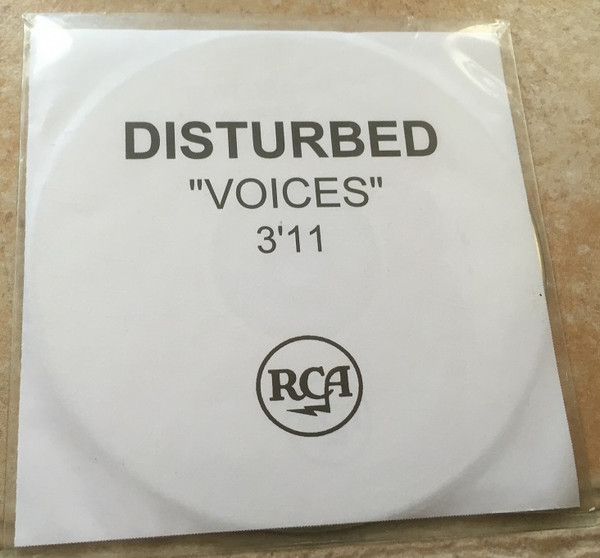 DISTURBED
"VOICES"
3'11
RCA